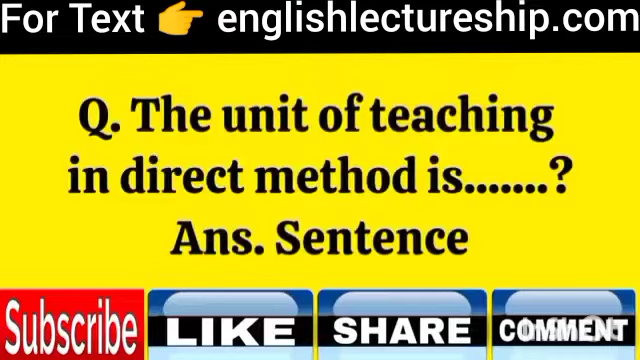 For Text 👉 englishlectureship.com
Q. The unit of teaching
in direct method is.......?
Ans. Sentence
Subscribe LIKE SHARE COMMENT